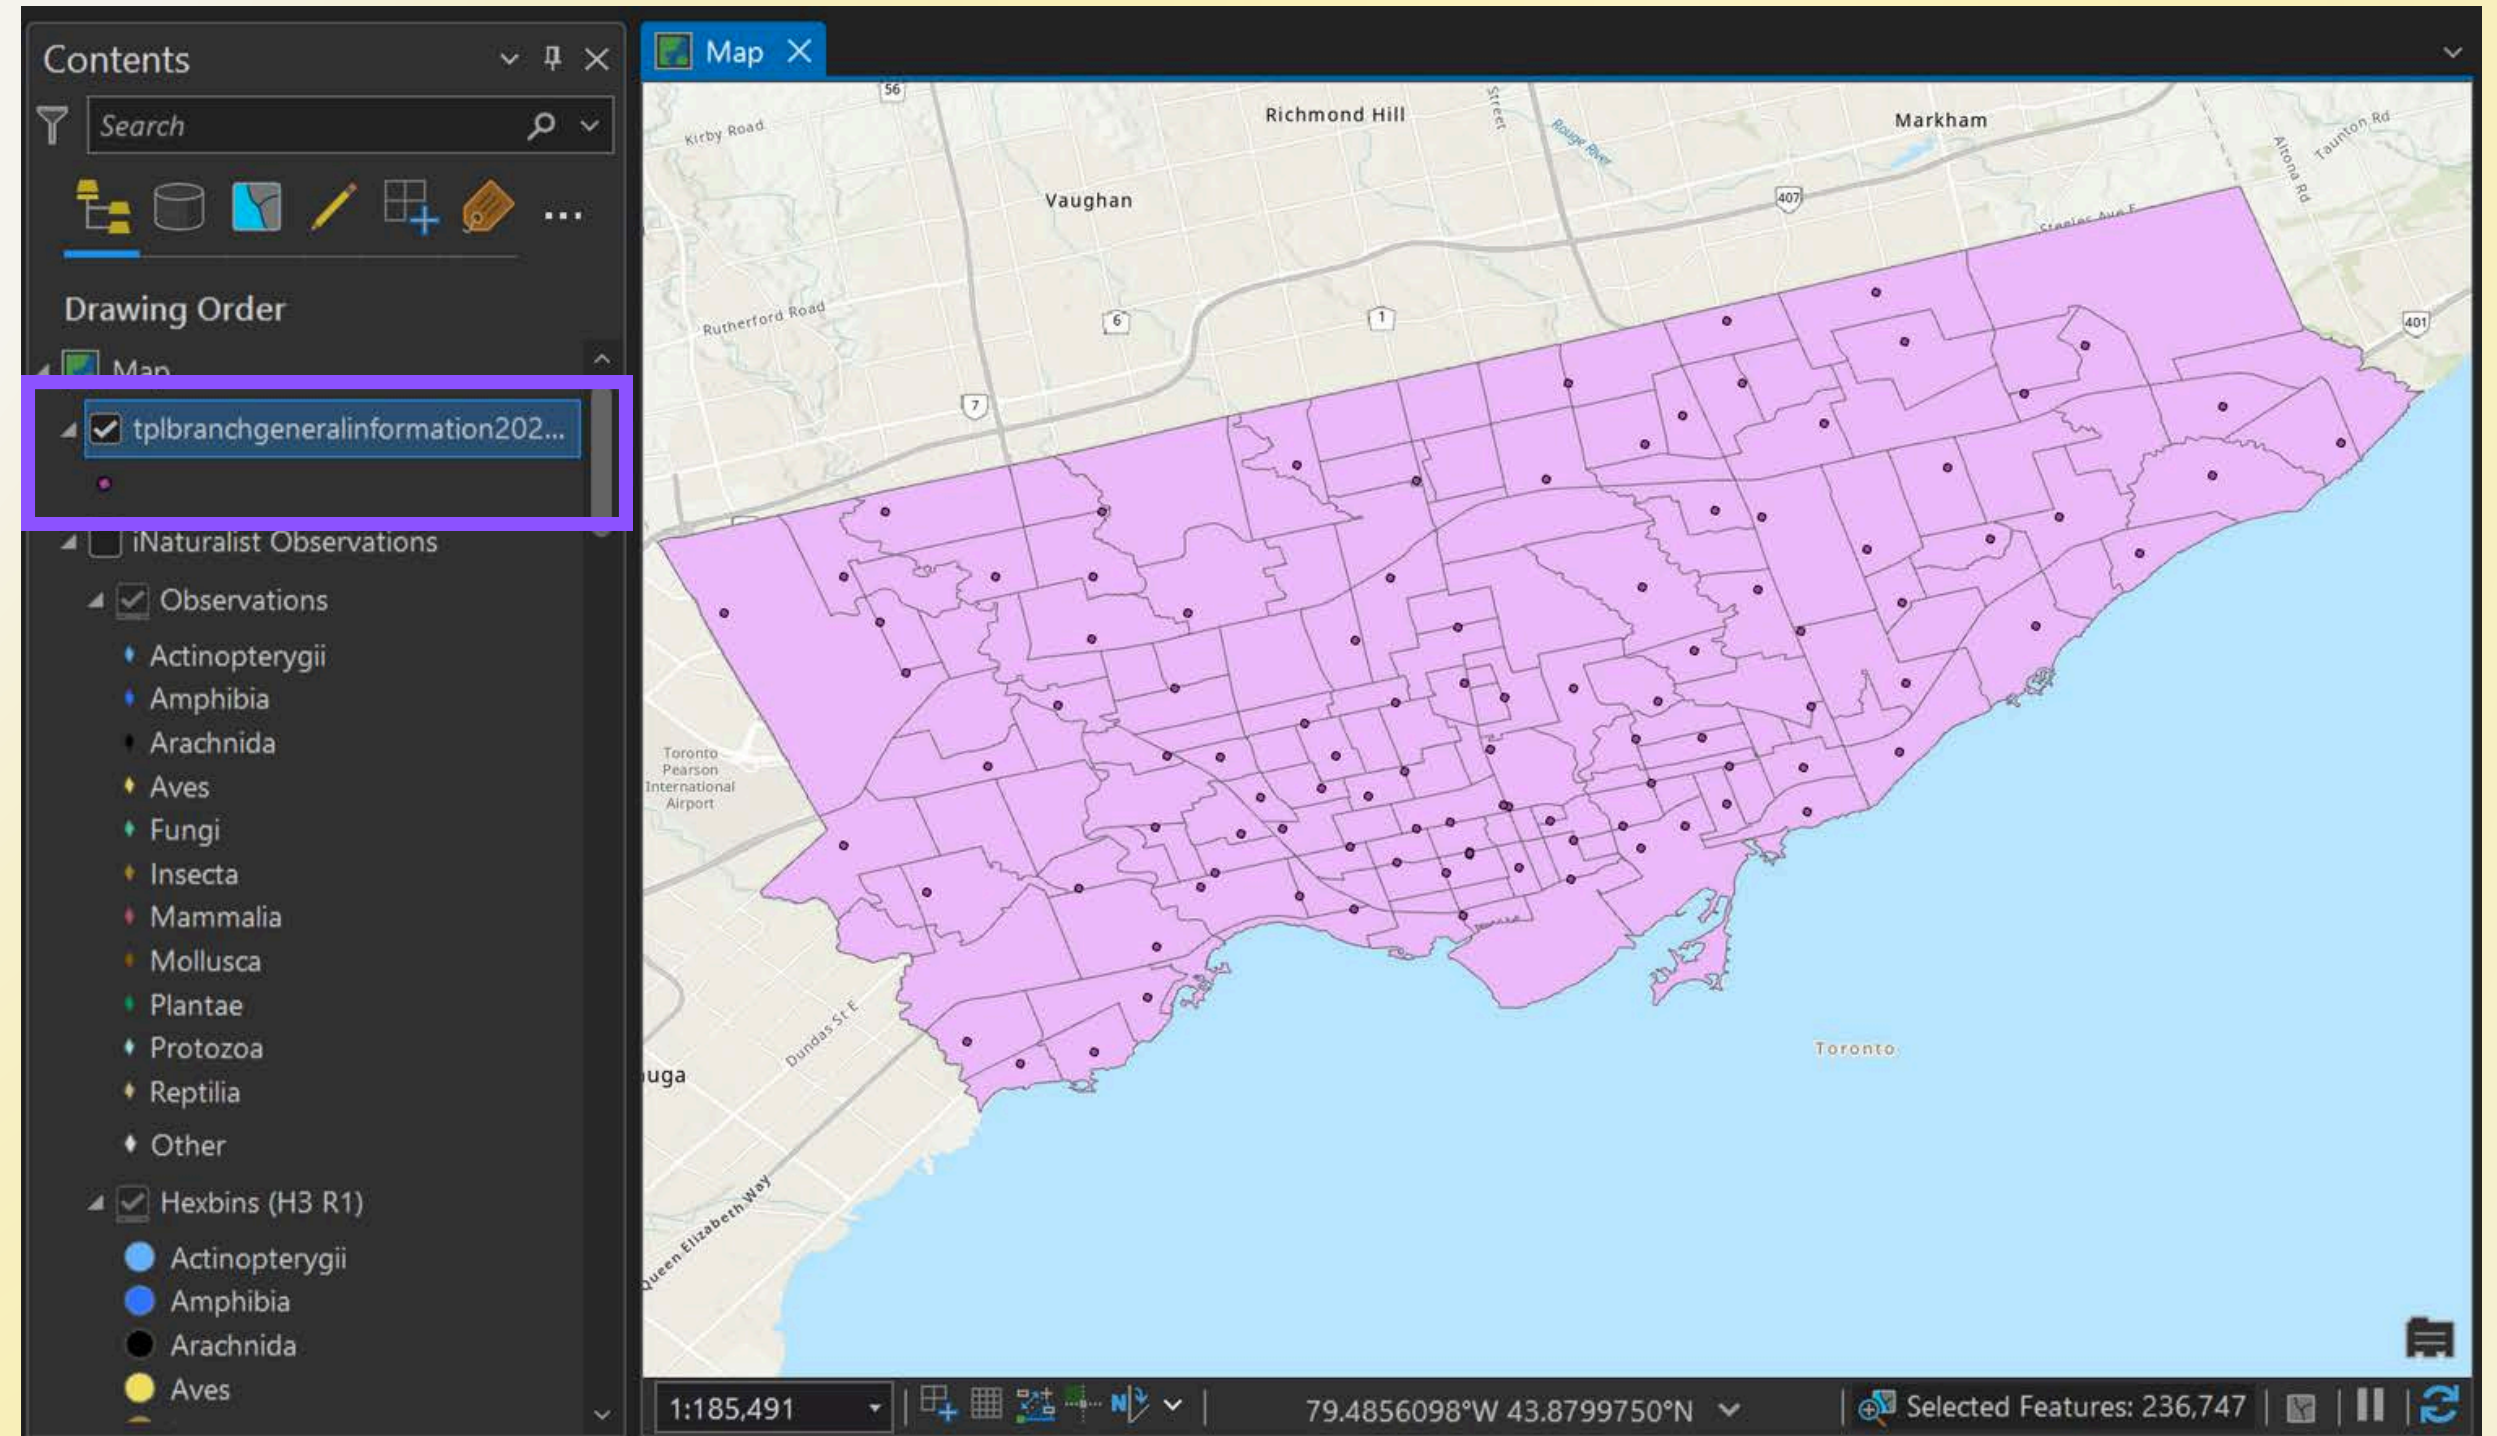 Contents
Search
Drawing Order
Map
tplbranchgeneralinformation202...
iNaturalist Observations
Observations
Actinopterygii
Amphibia
Arachnida
Aves
Fungi
Insecta
Mammalia
Mollusca
Plantae
Protozoa
Reptilia
Other
Hexbins (H3 R1)
Actinopterygii
Amphibia
Arachnida
Aves
Map
56
Kirby Road
Richmond Hill
Street
Rouge River
Markham
Taunton Rd
Altona Rd
Vaughan
407
Steeles Ave E
Rutherford Road
6
1
401
7
Toronto
Pearson
International
Airport
Dundas St E
uga
Toronto
Queen Elizabeth Way
1:185,491
79.4856098°W 43.8799750°N
Selected Features: 236,747